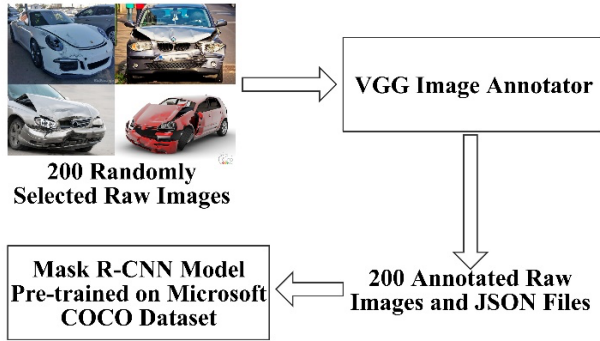 200 Randomly
Selected Raw Images
VGG Image Annotator
200 Annotated Raw
Images and JSON Files
Mask R-CNN Model
Pre-trained on Microsoft
COCO Dataset